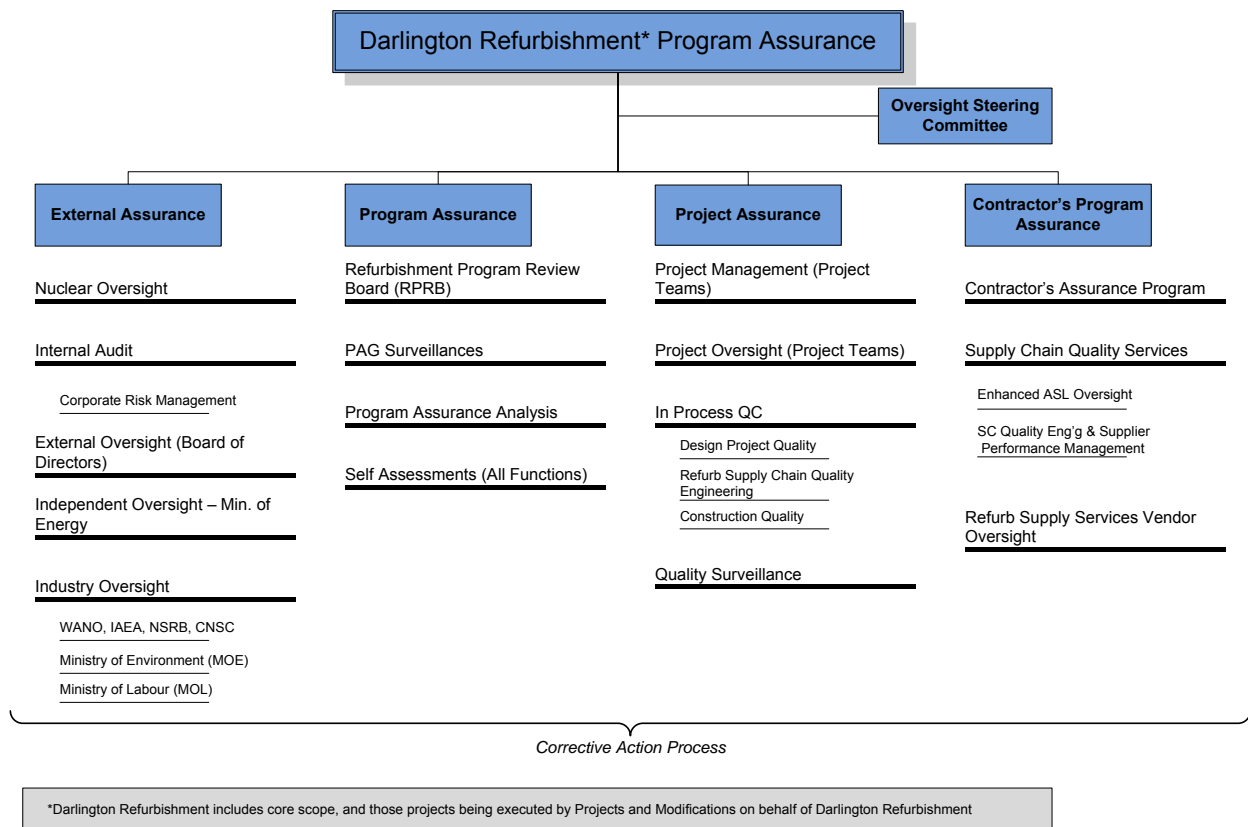 Darlington Refurbishment* Program Assurance
Oversight Steering
Committee
External Assurance
Nuclear Oversight
Internal Audit
Corporate Risk Management
External Oversight (Board of
Directors)
Independent Oversight – Min. of
Energy
Industry Oversight
WANO, IAEA, NSRB, CNSC
Ministry of Environment (MOE)
Ministry of Labour (MOL)
Program Assurance
Refurbishment Program Review
Board (RPRB)
PAG Surveillances
Program Assurance Analysis
Self Assessments (All Functions)
Project Assurance
Project Management (Project
Teams)
Project Oversight (Project Teams)
In Process QC
Design Project Quality
Refurb Supply Chain Quality
Engineering
Construction Quality
Quality Surveillance
Contractor's Program
Assurance
Contractor's Assurance Program
Supply Chain Quality Services
Enhanced ASL Oversight
SC Quality Eng'g & Supplier
Performance Management
Refurb Supply Services Vendor
Oversight
Corrective Action Process
*Darlington Refurbishment includes core scope, and those projects being executed by Projects and Modifications on behalf of Darlington Refurbishment